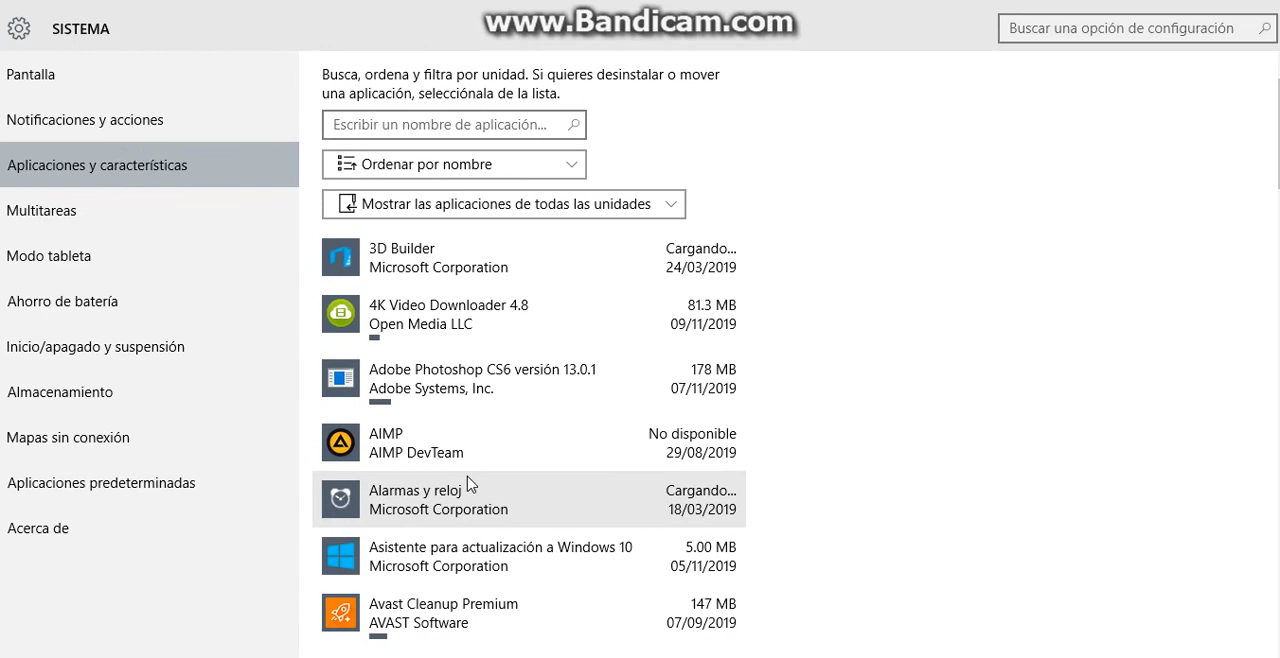 www.Bandicam.com
SISTEMA
Buscar una opción de configuración
Pantalla
Notificaciones y acciones
Aplicaciones y características
Multitareas
Modo tableta
Ahorro de batería
Inicio/apagado y suspensión
Almacenamiento
Mapas sin conexión
Aplicaciones predeterminadas
Acerca de
Busca, ordena y filtra por unidad. Si quieres desinstalar o mover
una aplicación, selecciónala de la lista.
Escribir un nombre de aplicación...
Ordenar por nombre
Mostrar las aplicaciones de todas las unidades
3D Builder Cargando...
Microsoft Corporation 24/03/2019
4K Video Downloader 4.8 81.3 MB
Open Media LLC 09/11/2019
Adobe Photoshop CS6 versión 13.0.1 178 MB
Adobe Systems, Inc. 07/11/2019
AIMP No disponible
AIMP DevTeam 29/08/2019
Alarmas y reloj Cargando...
Microsoft Corporation 18/03/2019
Asistente para actualización a Windows 10 5.00 MB
Microsoft Corporation 05/11/2019
Avast Cleanup Premium 147 MB
AVAST Software 07/09/2019